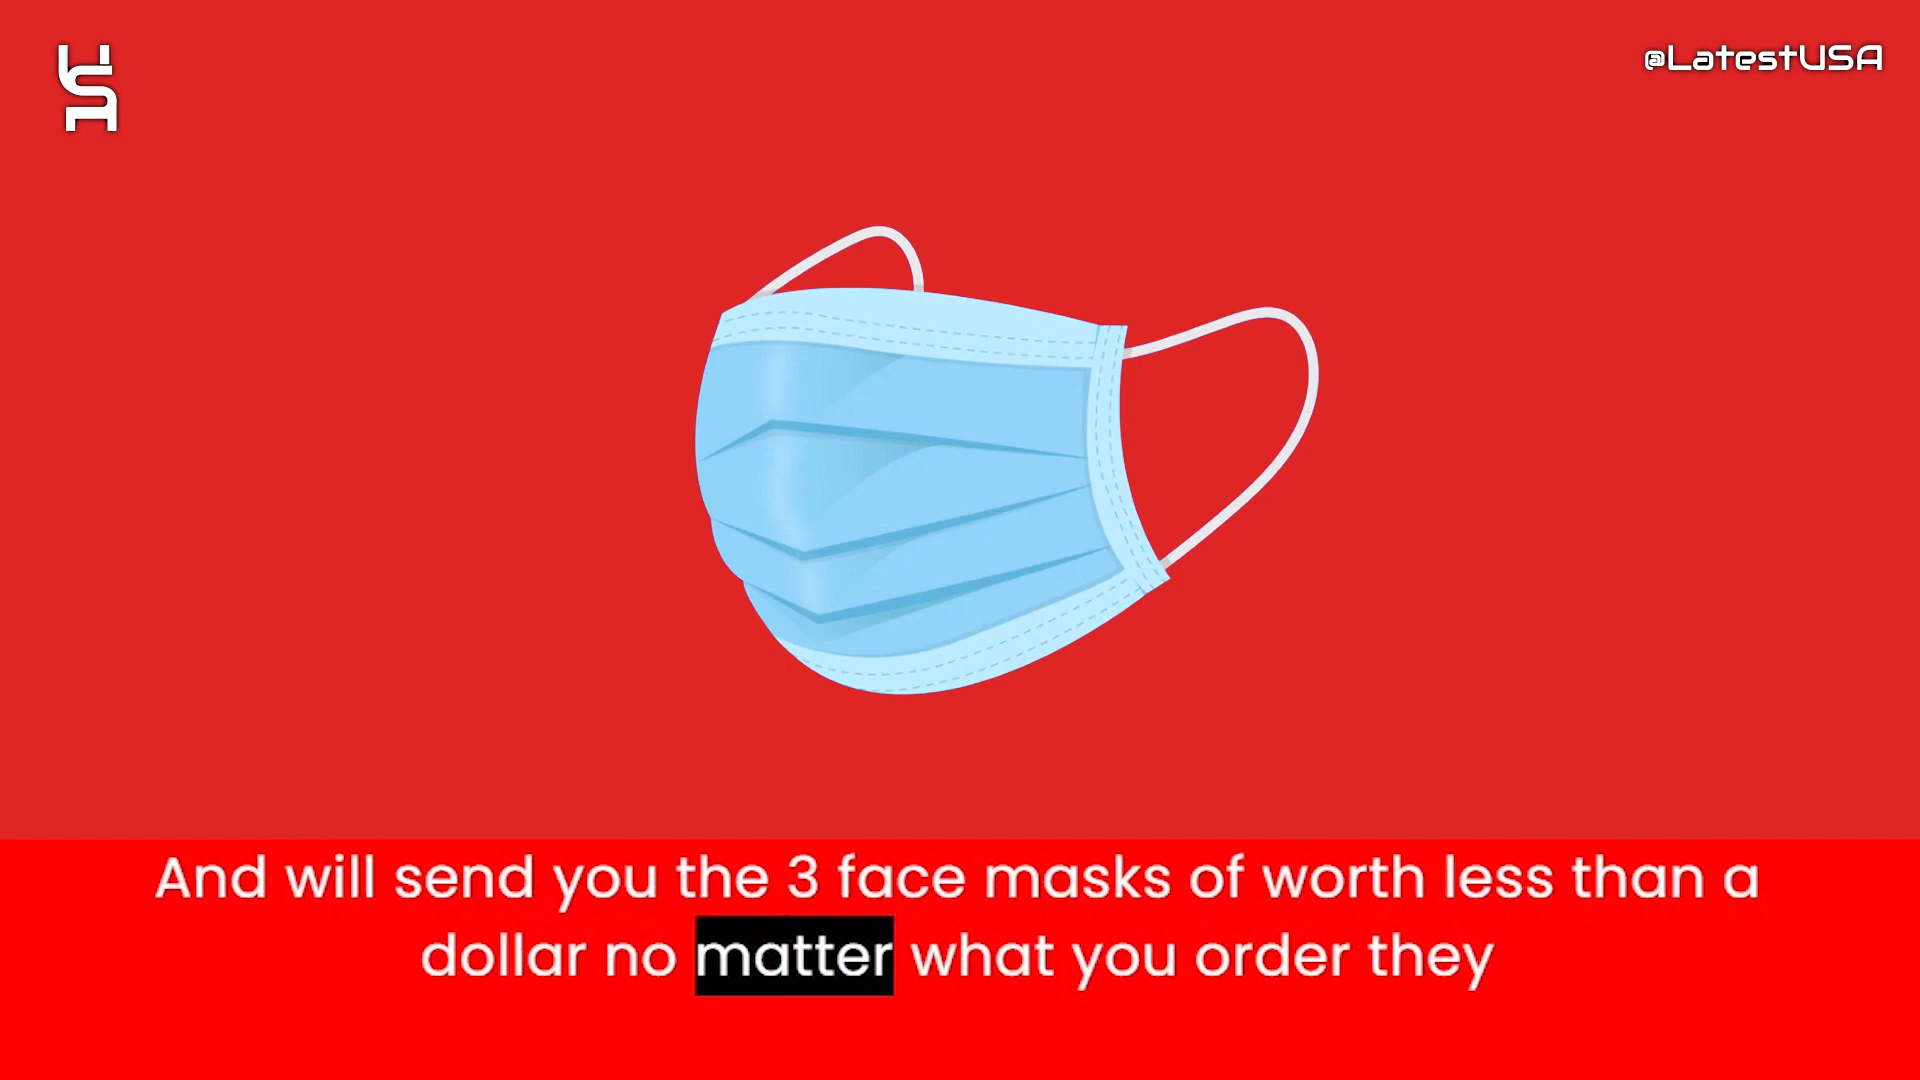 USA
@LatestUSA
And will send you the 3 face masks of worth less than a
dollar no matter what you order they